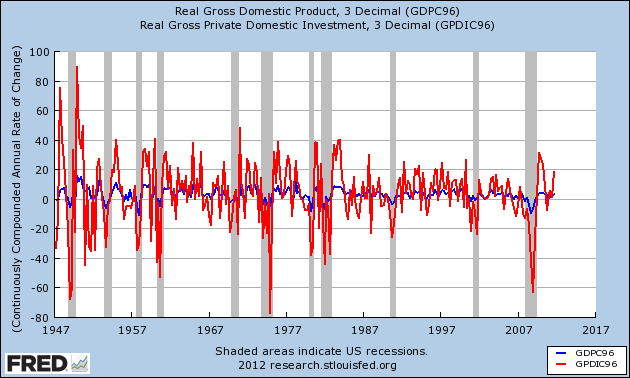 Real Gross Domestic Product, 3 Decimal (GDPC96)
Real Gross Private Domestic Investment, 3 Decimal (GPDIC96)
(Continuously Compounded Annual Rate of Change)
100
80
60
40
20
0
-20
-40
-60
-80
1947 1957 1967 1977 1987 1997 2007 2017
Shaded areas indicate US recessions.
2012 research.stlouisfed.org
FRED
GDPC96
GPDIC96